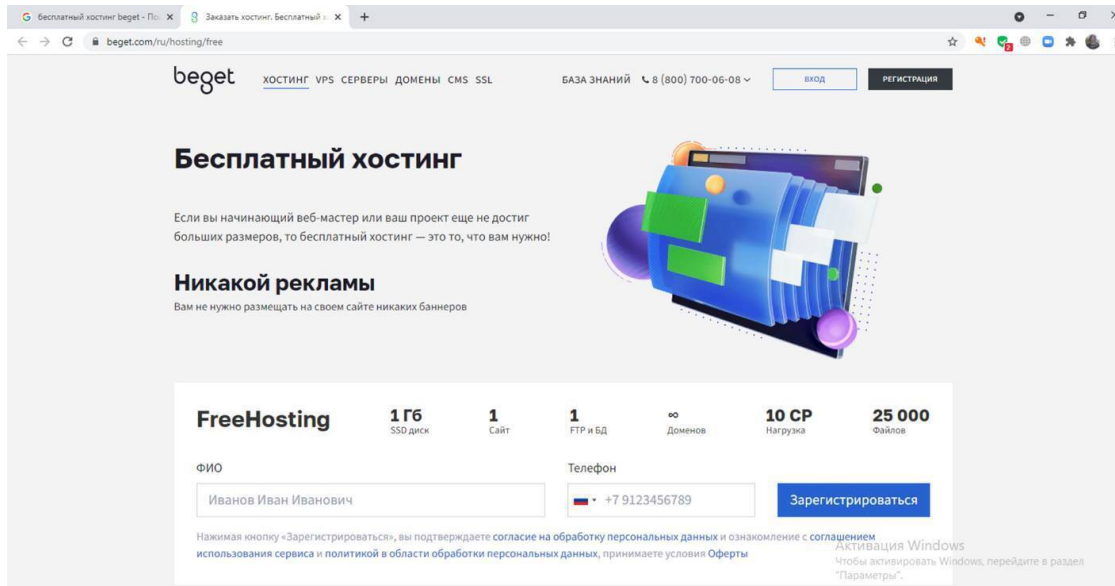 бесплатный хостинг beget - По
Заказать хостинг. Бесплатный х
beget.com/ru/hosting/free
beget
ХОСТИНГ VPS СЕРВЕРЫ ДОМЕНЫ CMS SSL
БАЗА ЗНАНИЙ 8 (800) 700-06-08
ВХОД
РЕГИСТРАЦИЯ
Бесплатный хостинг
Если вы начинающий веб-мастер или ваш проект еще не достиг
больших размеров, то бесплатный хостинг — это то, что вам нужно!
Никакой рекламы
Вам не нужно размещать на своем сайте никаких баннеров
FreeHosting
1 Гб
SSD диск
1
Сайт
1
FTP и БД
∞
Доменов
10 CP
Нагрузка
25 000
Файлов
ФИО
Иванов Иван Иванович
Телефон
+7 9123456789
Зарегистрироваться
Нажимая кнопку «Зарегистрироваться», вы подтверждаете согласие на обработку персональных данных и ознакомление с соглашением
использования сервиса и политикой в области обработки персональных данных, принимаете условия Оферты
Активация Windows
Чтобы активировать Windows, перейдите в раздел
"Параметры".